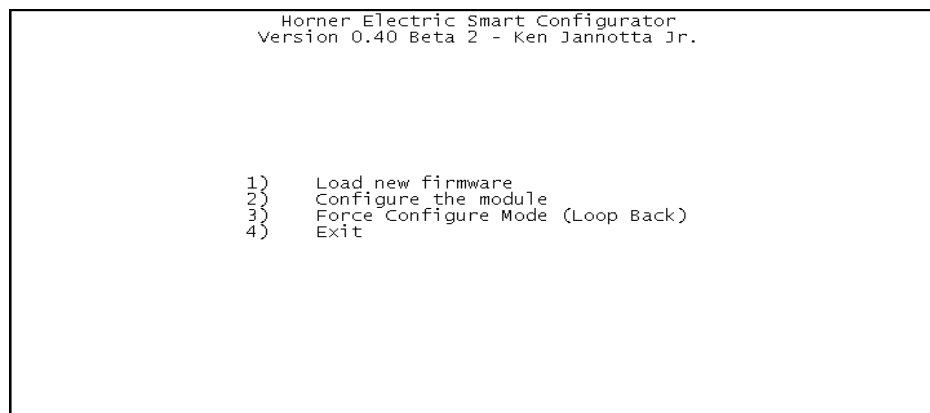 Horner Electric Smart Configurator
Version 0.40 Beta 2 - Ken Jannotta Jr.
1) Load new firmware
2) Configure the module
3) Force Configure Mode (Loop Back)
4) Exit